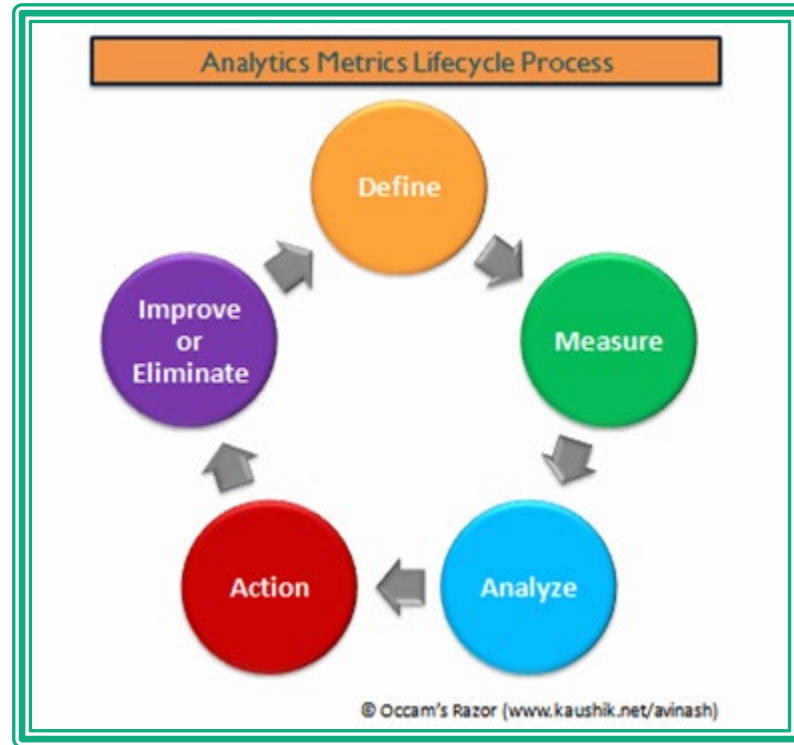 Analytics Metrics Lifecycle Process
Define
Measure
Analyze
Action
Improve
or
Eliminate
© Occam's Razor (www.kaushik.net/avinash)